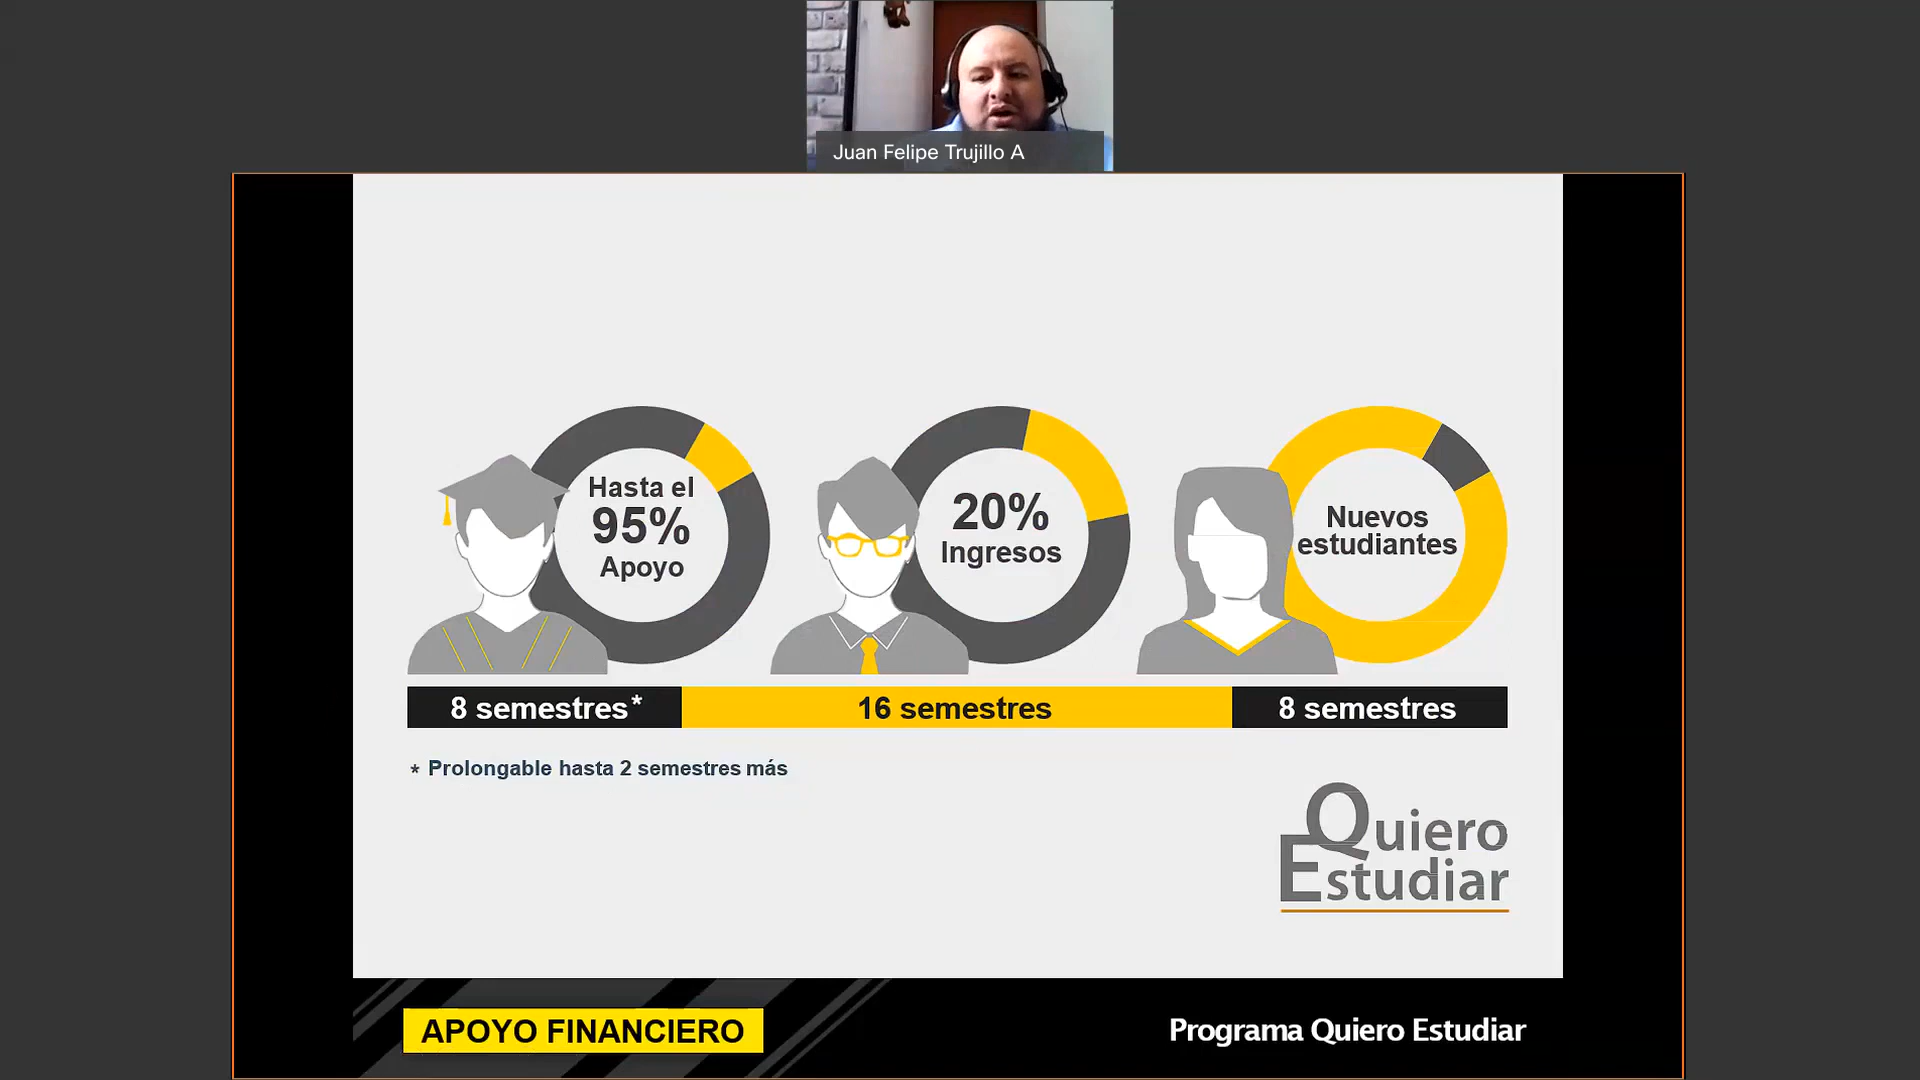 Juan Felipe Trujillo A
Hasta el
95%
Apoyo
20%
Ingresos
Nuevos
estudiantes
8 semestres*
16 semestres
8 semestres
* Prolongable hasta 2 semestres más
Quiero
Estudiar
APOYO FINANCIERO
Programa Quiero Estudiar